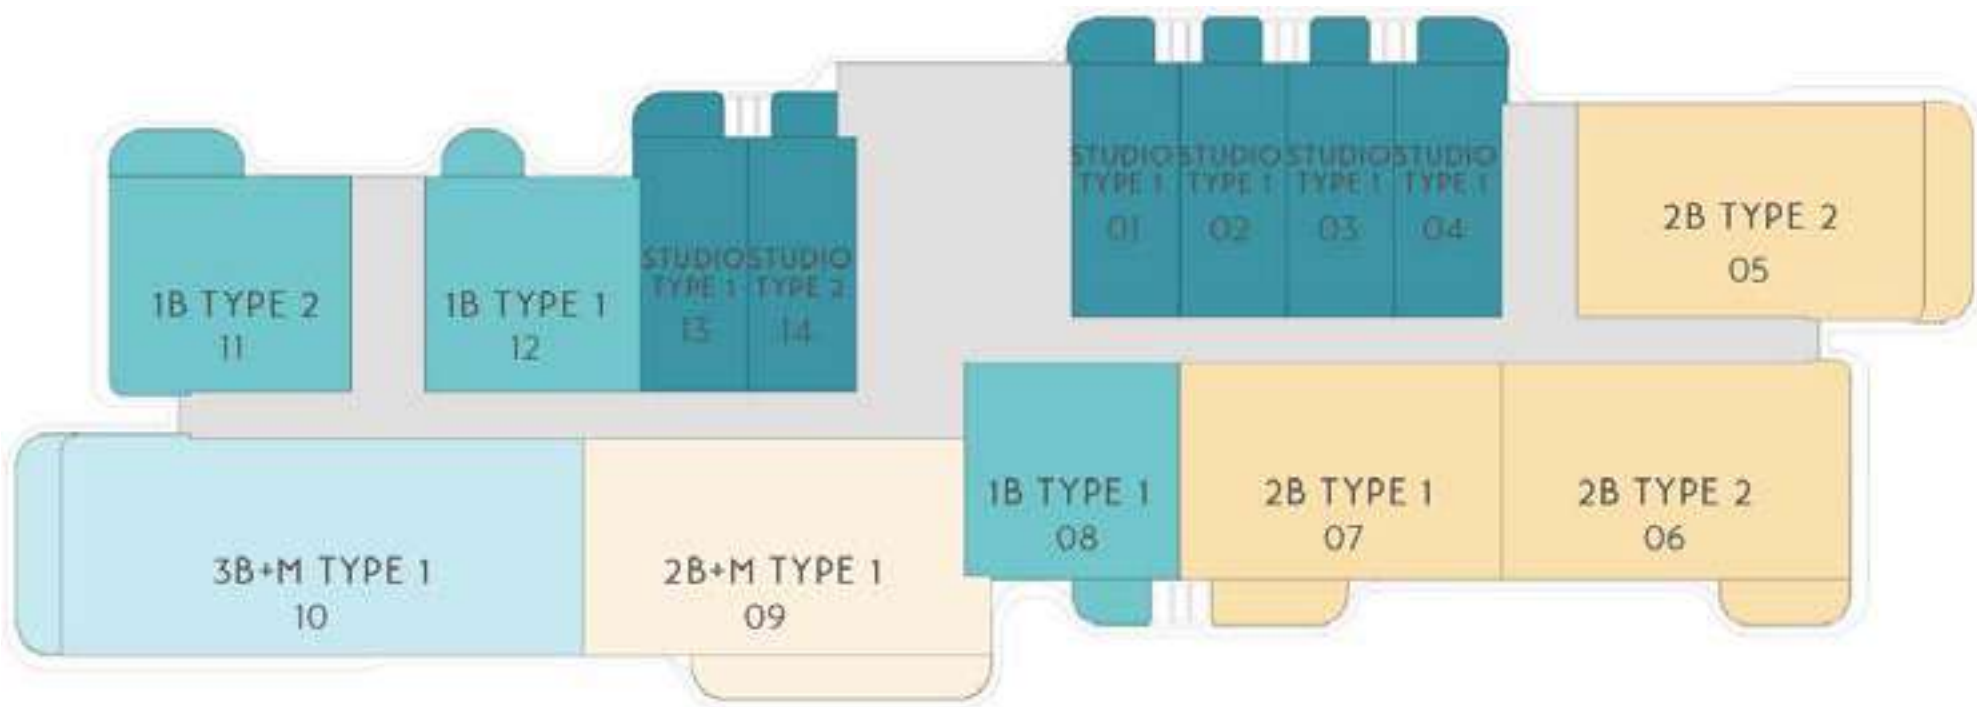 STUDIO TYPE 1 01
STUDIO TYPE 1 02
STUDIO TYPE 1 03
STUDIO TYPE 1 04
2B TYPE 2
05
1B TYPE 2
11
1B TYPE 1
12
STUDIO TYPE 1 13
STUDIO TYPE 2 14
1B TYPE 1
08
2B TYPE 1
07
2B TYPE 2
06
3B+M TYPE 1
10
2B+M TYPE 1
09